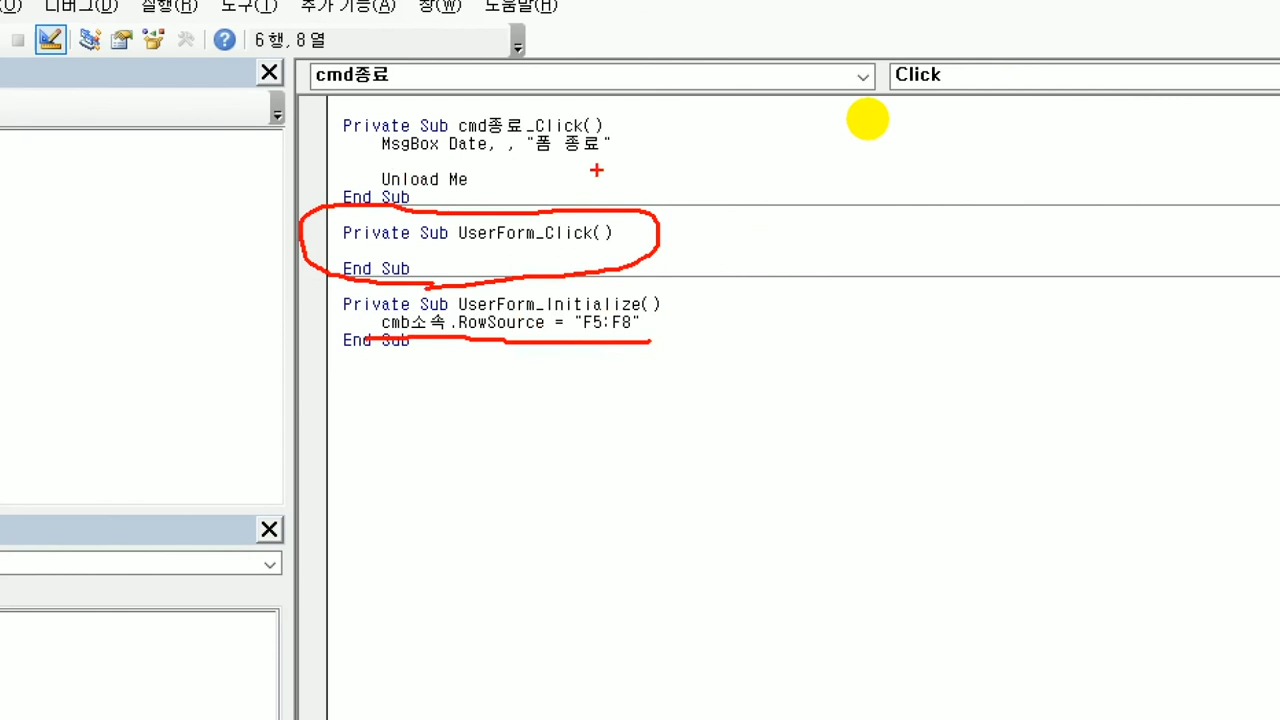 디버그(D) 실행(R) 도구(T) 추가 기능(A) 창(W) 도움말(H)
6 행, 8 열
cmd종료 Click
Private Sub cmd종료_Click()
MsgBox Date, , "폼 종료"
Unload Me
End Sub
Private Sub UserForm_Click()
End Sub
Private Sub UserForm_Initialize()
cmb소속.RowSource = "F5:F8"
End Sub